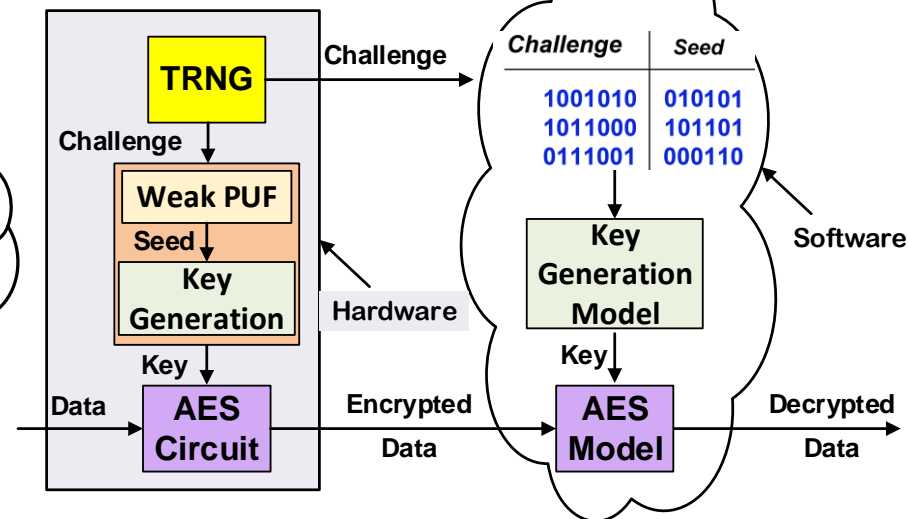 TRNG
Challenge
Challenge
Weak PUF
Seed
Key
Generation
Key
Data
AES
Circuit
Hardware
Encrypted
Data
Challenge Seed
1001010 010101
1011000 101101
0111001 000110
Key
Generation
Model
Key
AES
Model
Software
Decrypted
Data